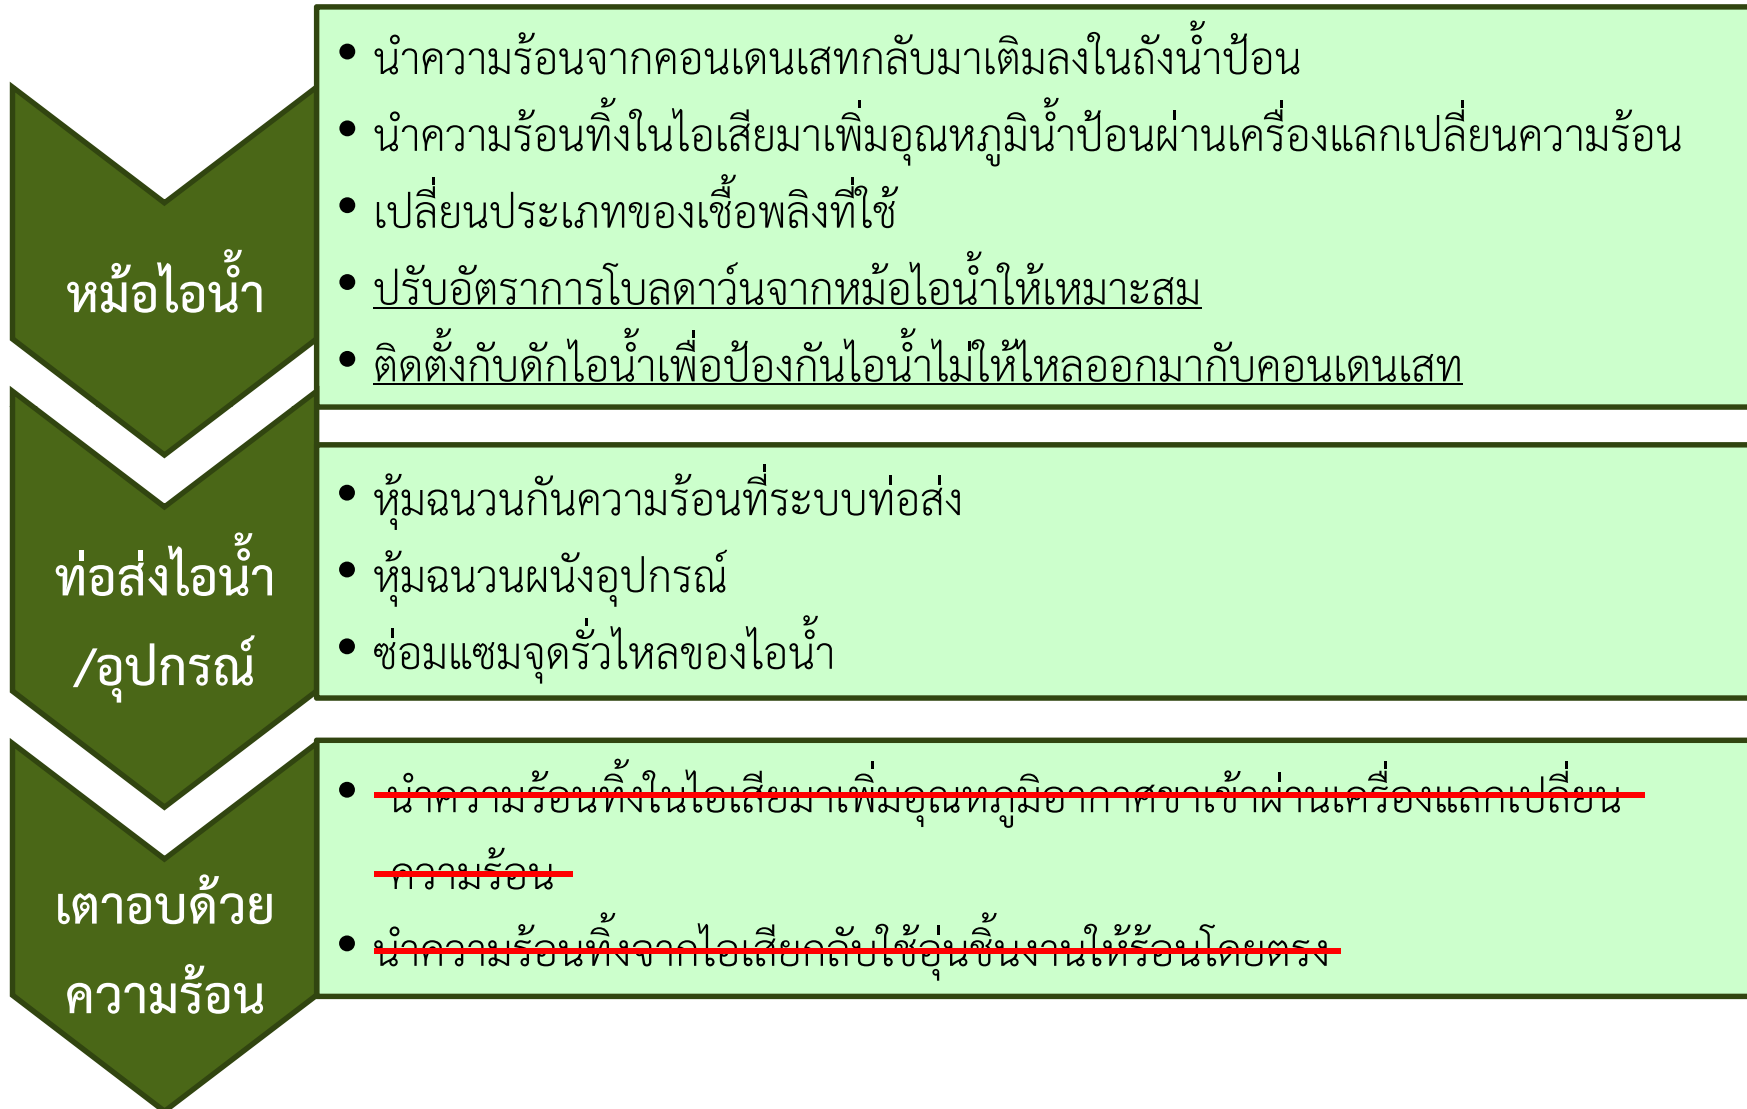 หม้อไอน้ำ
• นำความร้อนจากคอนเดนเสทกลับมาเติมลงในถังน้ำป้อน
• นำความร้อนทิ้งในไอเสียมาเพิ่มอุณหภูมิน้ำป้อนผ่านเครื่องแลกเปลี่ยนความร้อน
• เปลี่ยนประเภทของเชื้อพลิงที่ใช้
• ปรับอัตราการโบลดาว์นจากหม้อไอน้ำให้เหมาะสม
• ติดตั้งกับดักไอน้ำเพื่อป้องกันไอน้ำไม่ให้ไหลออกมากับคอนเดนเสท
ท่อส่งไอน้ำ
/อุปกรณ์
• หุ้มฉนวนกันความร้อนที่ระบบท่อส่ง
• หุ้มฉนวนผนังอุปกรณ์
• ซ่อมแซมจุดรั่วไหลของไอน้ำ
เตาอบด้วย
ความร้อน
• นำความร้อนทิ้งในไอเสียมาเพิ่มอุณหภูมิอากาศขาเข้าผ่านเครื่องแลกเปลี่ยน
ความร้อน
• นำความร้อนทิ้งจากไอเสียกลับใช้อุ่นชิ้นงานให้ร้อนโดยตรง